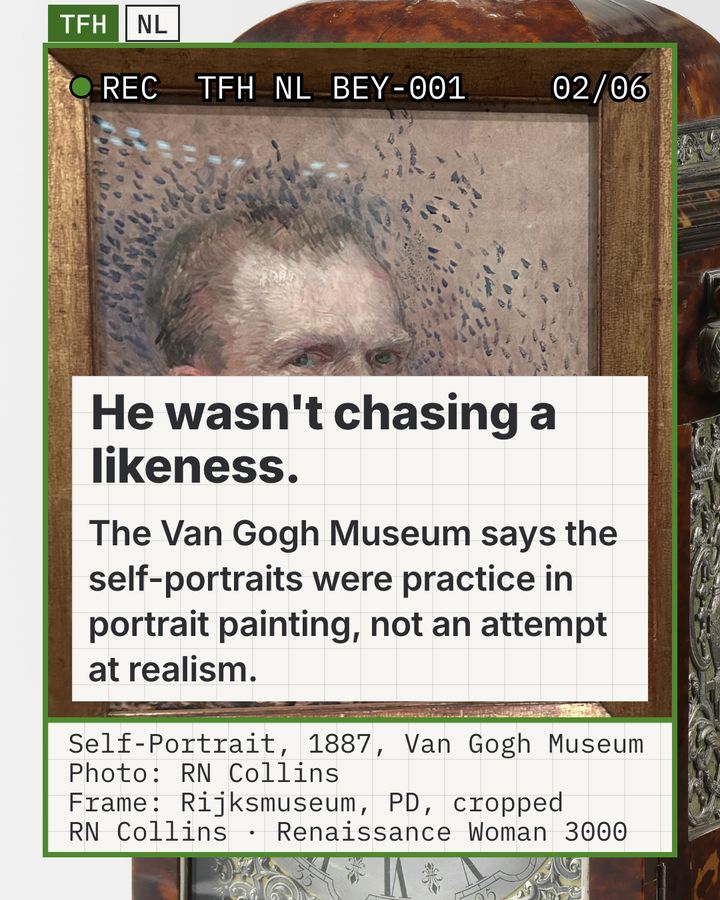 TFH NL
REC TFH NL BEY-001 02/06
He wasn't chasing a
likeness.
The Van Gogh Museum says the
self-portraits were practice in
portrait painting, not an attempt
at realism.
Self-Portrait, 1887, Van Gogh Museum
Photo: RN Collins
Frame: Rijksmuseum, PD, cropped
RN Collins · Renaissance Woman 3000